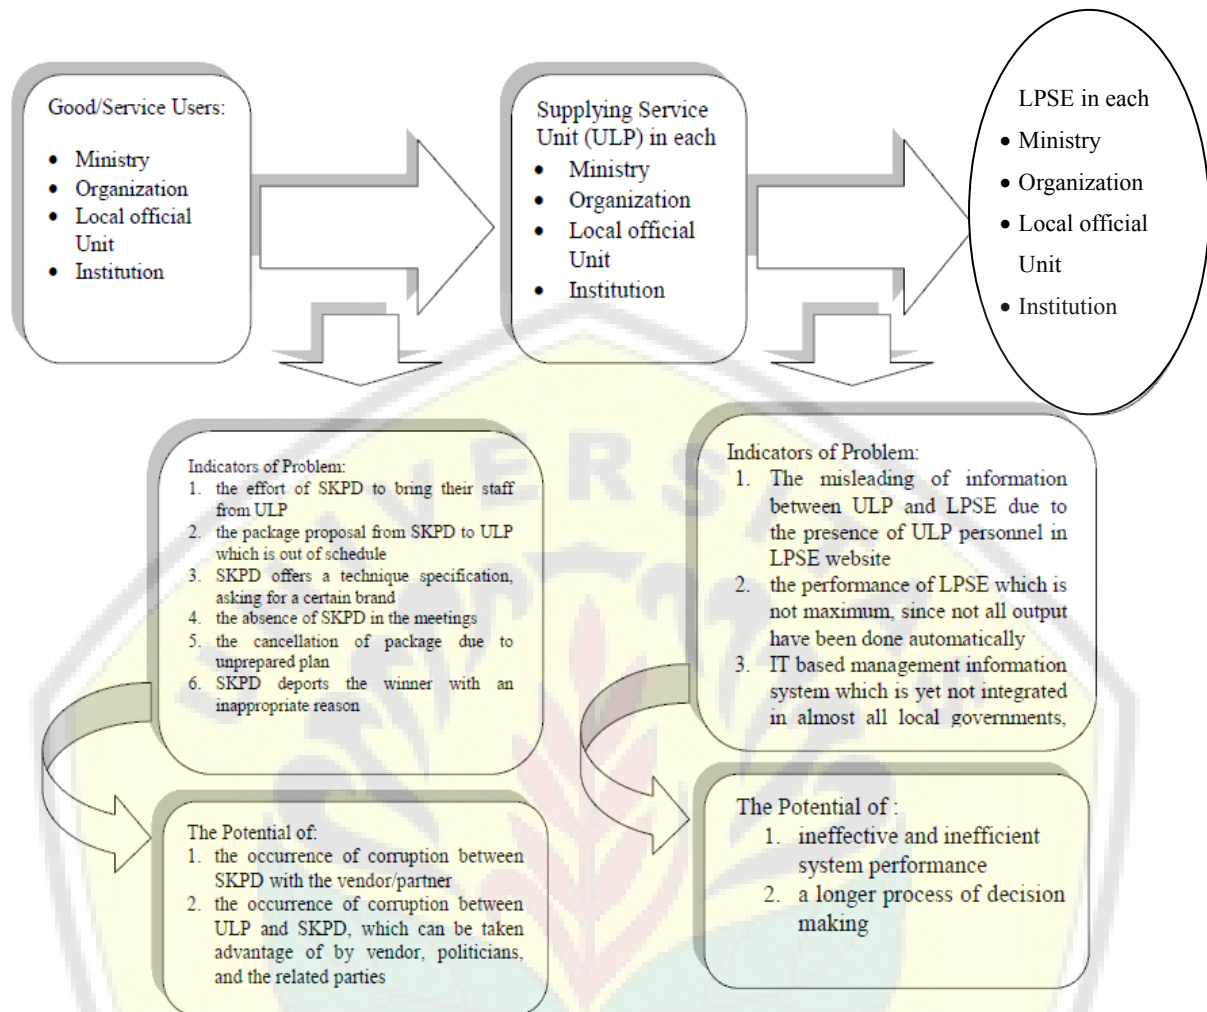 Good/Service Users:
• Ministry
• Organization
• Local official
Unit
• Institution
Supplying Service
Unit (ULP) in each
• Ministry
• Organization
• Local official
Unit
• Institution
LPSE in each
• Ministry
• Organization
• Local official
Unit
• Institution
Indicators of Problem:
1. the effort of SKPD to bring their staff
from ULP
2. the package proposal from SKPD to ULP
which is out of schedule
3. SKPD offers a technique specification,
asking for a certain brand
4. the absence of SKPD in the meetings
5. the cancellation of package due to
unprepared plan
6. SKPD deports the winner with an
inappropriate reason
Indicators of Problem:
1. The misleading of information
between ULP and LPSE due to
the presence of ULP personnel in
LPSE website
2. the performance of LPSE which is
not maximum, since not all output
have been done automatically
3. IT based management information
system which is yet not integrated
in almost all local governments,
The Potential of:
1. the occurrence of corruption between
SKPD with the vendor/partner
2. the occurrence of corruption between
ULP and SKPD, which can be taken
advantage of by vendor, politicians,
and the related parties
The Potential of :
1. ineffective and inefficient
system performance
2. a longer process of decision
making